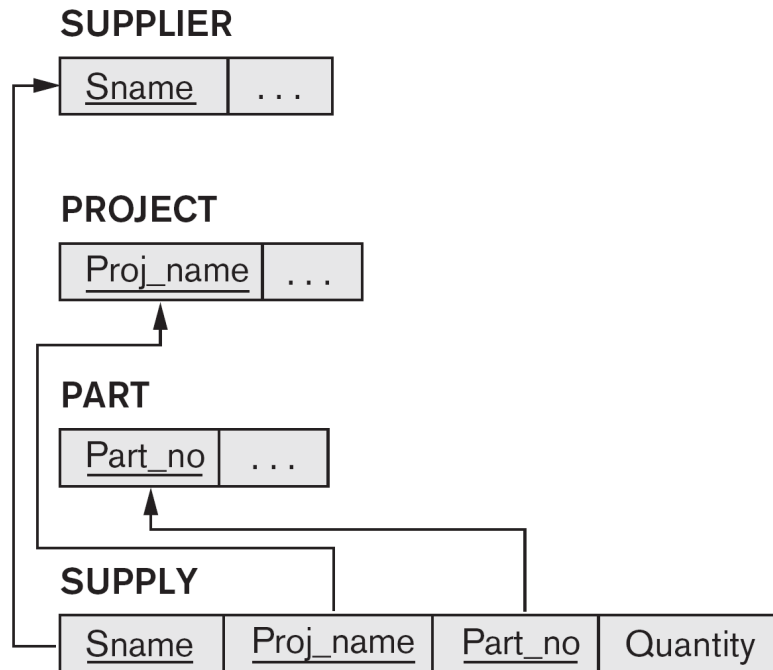 SUPPLIER
Sname ...
PROJECT
Proj_name ...
PART
Part_no ...
SUPPLY
Sname Proj_name Part_no Quantity